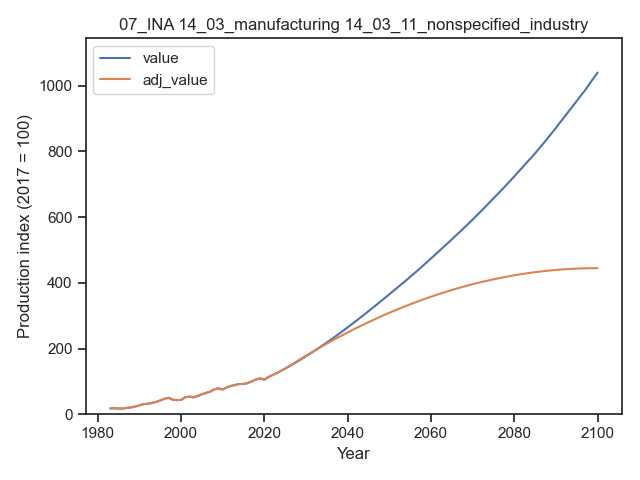 07_INA 14_03_manufacturing 14_03_11_nonspecified_industry
value
adj_value
Production index (2017 = 100)
1000
800
600
400
200
0
1980 2000 2020 2040 2060 2080 2100
Year